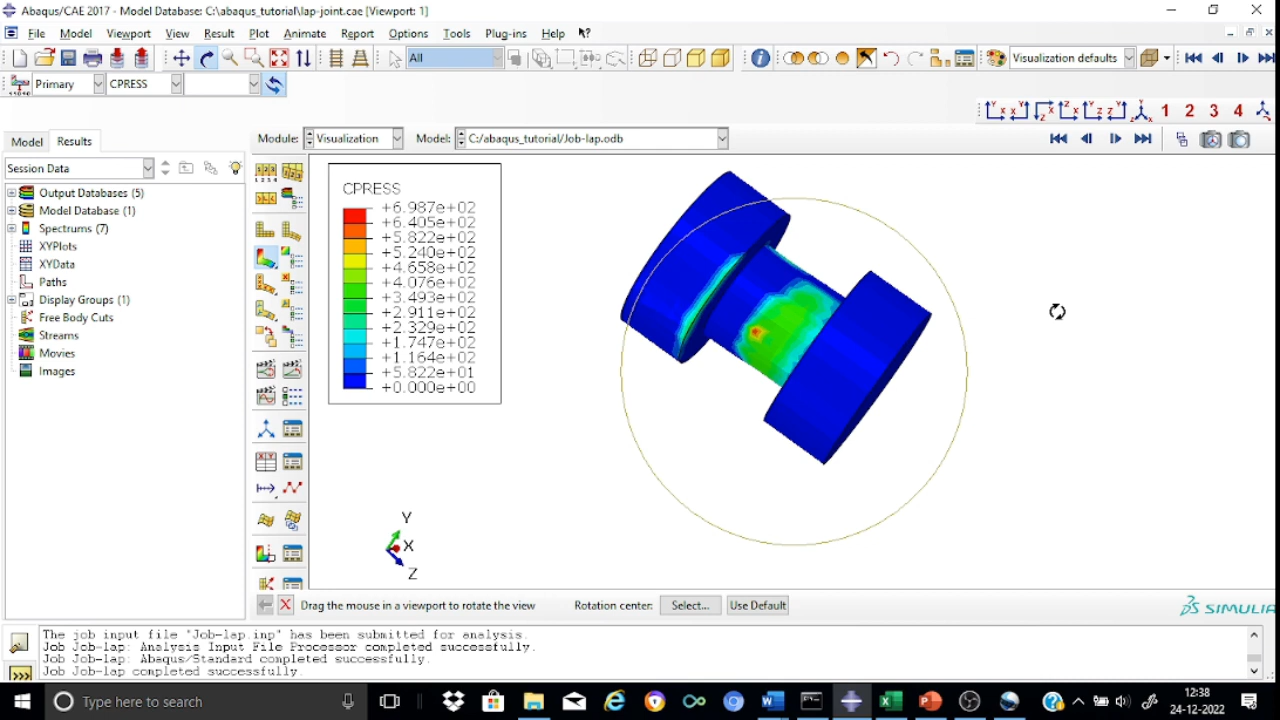 Abaqus/CAE 2017 - Model Database: C:\abaqus_tutorial\lap-joint.cae [Viewport: 1]
File Model Viewport View Result Plot Animate Report Options Tools Plug-ins Help
All
Visualization defaults
Primary CPRESS
1 2 3 4
Model Results
Module: Visualization Model: C:/abaqus_tutorial/Job-lap.odb
Session Data
Output Databases (5)
Model Database (1)
Spectrums (7)
XYPlots
XYData
Paths
Display Groups (1)
Free Body Cuts
Streams
Movies
Images
CPRESS
+6.987e+02
+6.405e+02
+5.822e+02
+5.240e+02
+4.658e+02
+4.076e+02
+3.493e+02
+2.911e+02
+2.329e+02
+1.747e+02
+1.164e+02
+5.822e+01
+0.000e+00
Y
X
Z
Drag the mouse in a viewport to rotate the view Rotation center: Select... Use Default
SIMULIA
The job input file "Job-lap.inp" has been submitted for analysis.
Job Job-lap: Analysis Input File Processor completed successfully.
Job Job-lap: Abaqus/Standard completed successfully.
Job Job-lap completed successfully.
>>>
Type here to search
12:38
24-12-2022